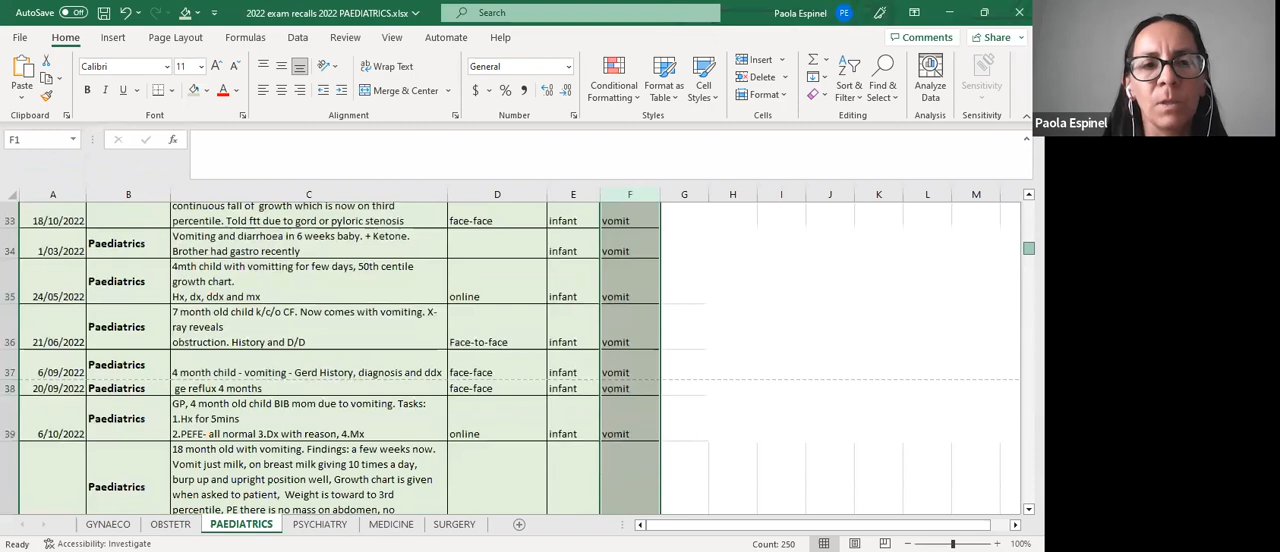 AutoSave Off 2022 exam recalls 2022 PAEDIATRICS.xlsx Search Paola Espinel PE
File Home Insert Page Layout Formulas Data Review View Automate Help Comments Share
Paste Calibri 11 A A Wrap Text General Conditional Formatting Format as Table Cell Styles Insert Delete Format Sort & Filter Find & Select Analyze Data Sensitivity
B I U A Merge & Center $ % ,
Clipboard Font Alignment Number Styles Cells Editing Analysis Sensitivity
Paola Espinel
F1 fx
A B C D E F G H I J K L M
continuous fall of growth which is now on third
33 18/10/2022 percentile. Told ftt due to gord or pyloric stenosis face-face infant vomit
Paediatrics Vomiting and diarrhoea in 6 weeks baby. + Ketone.
34 1/03/2022 Brother had gastro recently infant vomit
4mth child with vomitting for few days, 50th centile
Paediatrics growth chart.
35 24/05/2022 Hx, dx, ddx and mx online infant vomit
7 month old child k/c/o CF. Now comes with vomiting. X-
Paediatrics ray reveals
36 21/06/2022 obstruction. History and D/D Face-to-face infant vomit
Paediatrics
37 6/09/2022 4 month child - vomiting - Gerd History, diagnosis and ddx face-face infant vomit
38 20/09/2022 Paediatrics ge reflux 4 months face-face infant vomit
GP, 4 month old child BIB mom due to vomiting. Tasks:
Paediatrics 1.Hx for 5mins
39 6/10/2022 2.PEFE- all normal 3.Dx with reason, 4.Mx online infant vomit
18 month old with vomiting. Findings: a few weeks now.
Vomit just milk, on breast milk giving 10 times a day,
burp up and upright position well, Growth chart is given
Paediatrics when asked to patient, Weight is toward to 3rd
percentile, PE there is no mass on abdomen, no
GYNAECO OBSTETR PAEDIATRICS PSYCHIATRY MEDICINE SURGERY
Ready Accessibility: Investigate Count: 250 100%